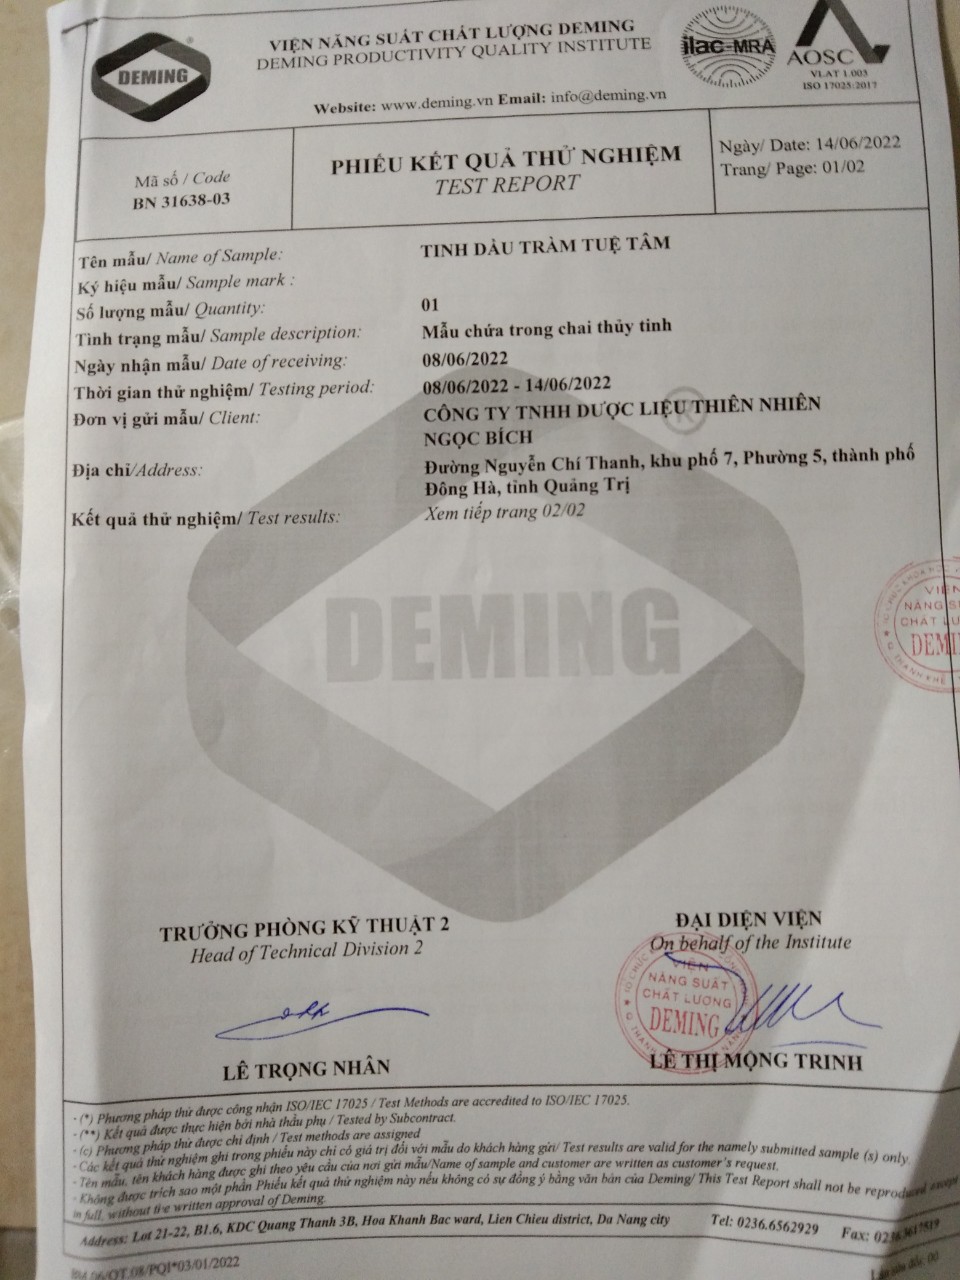 DEMING
VIỆN NĂNG SUẤT CHẤT LƯỢNG DEMING
DEMING PRODUCTIVITY QUALITY INSTITUTE
Website: www.deming.vn Email: info@deming.vn
ilac-MRA
AOSC
VLAT 1.003
ISO 17025:2017
Mã số / Code
BN 31638-03
PHIẾU KẾT QUẢ THỬ NGHIỆM
TEST REPORT
Ngày/ Date: 14/06/2022
Trang/ Page: 01/02
Tên mẫu/ Name of Sample: TINH DẦU TRÀM TUỆ TÂM
Ký hiệu mẫu/ Sample mark :
Số lượng mẫu/ Quantity: 01
Tình trạng mẫu/ Sample description: Mẫu chứa trong chai thủy tinh
Ngày nhận mẫu/ Date of receiving: 08/06/2022
Thời gian thử nghiệm/ Testing period: 08/06/2022 - 14/06/2022
Đơn vị gửi mẫu/ Client: CÔNG TY TNHH DƯỢC LIỆU THIÊN NHIÊN
NGỌC BÍCH
Địa chỉ/Address: Đường Nguyễn Chí Thanh, khu phố 7, Phường 5, thành phố
Đông Hà, tỉnh Quảng Trị
Kết quả thử nghiệm/ Test results: Xem tiếp trang 02/02
DEMING
VIỆN
NĂNG S
CHẤT LƯ
DEMI
TRƯỞNG PHÒNG KỸ THUẬT 2
Head of Technical Division 2
LÊ TRỌNG NHÂN
ĐẠI DIỆN VIỆN
On behalf of the Institute
VIỆN
NĂNG SUẤT
CHẤT LƯỢNG
DEMING
LÊ THỊ MỘNG TRINH
- (*) Phương pháp thử được công nhận ISO/IEC 17025 / Test Methods are accredited to ISO/IEC 17025.
- (**) Kết quả được thực hiện bởi nhà thầu phụ / Tested by Subcontract.
- (c) Phương pháp thử được chỉ định / Test methods are assigned
- Các kết quả thử nghiệm ghi trong phiếu này chỉ có giá trị đối với mẫu do khách hàng gửi/ Test results are valid for the namely submitted sample (s) only.
- Tên mẫu, tên khách hàng được ghi theo yêu cầu của nơi gửi mẫu/Name of sample and customer are written as customer's request.
- Không được trích sao một phần Phiếu kết quả thử nghiệm này nếu không có sự đồng ý bằng văn bản của Deming/ This Test Report shall not be reproduced except
in full, without the written approval of Deming.
Address: Lot 21-22, B1.6, KDC Quang Thanh 3B, Hoa Khanh Bac ward, Lien Chieu district, Da Nang city Tel: 0236.6562929 Fax:
BM.06/QT.08/PQI*03/01/2022